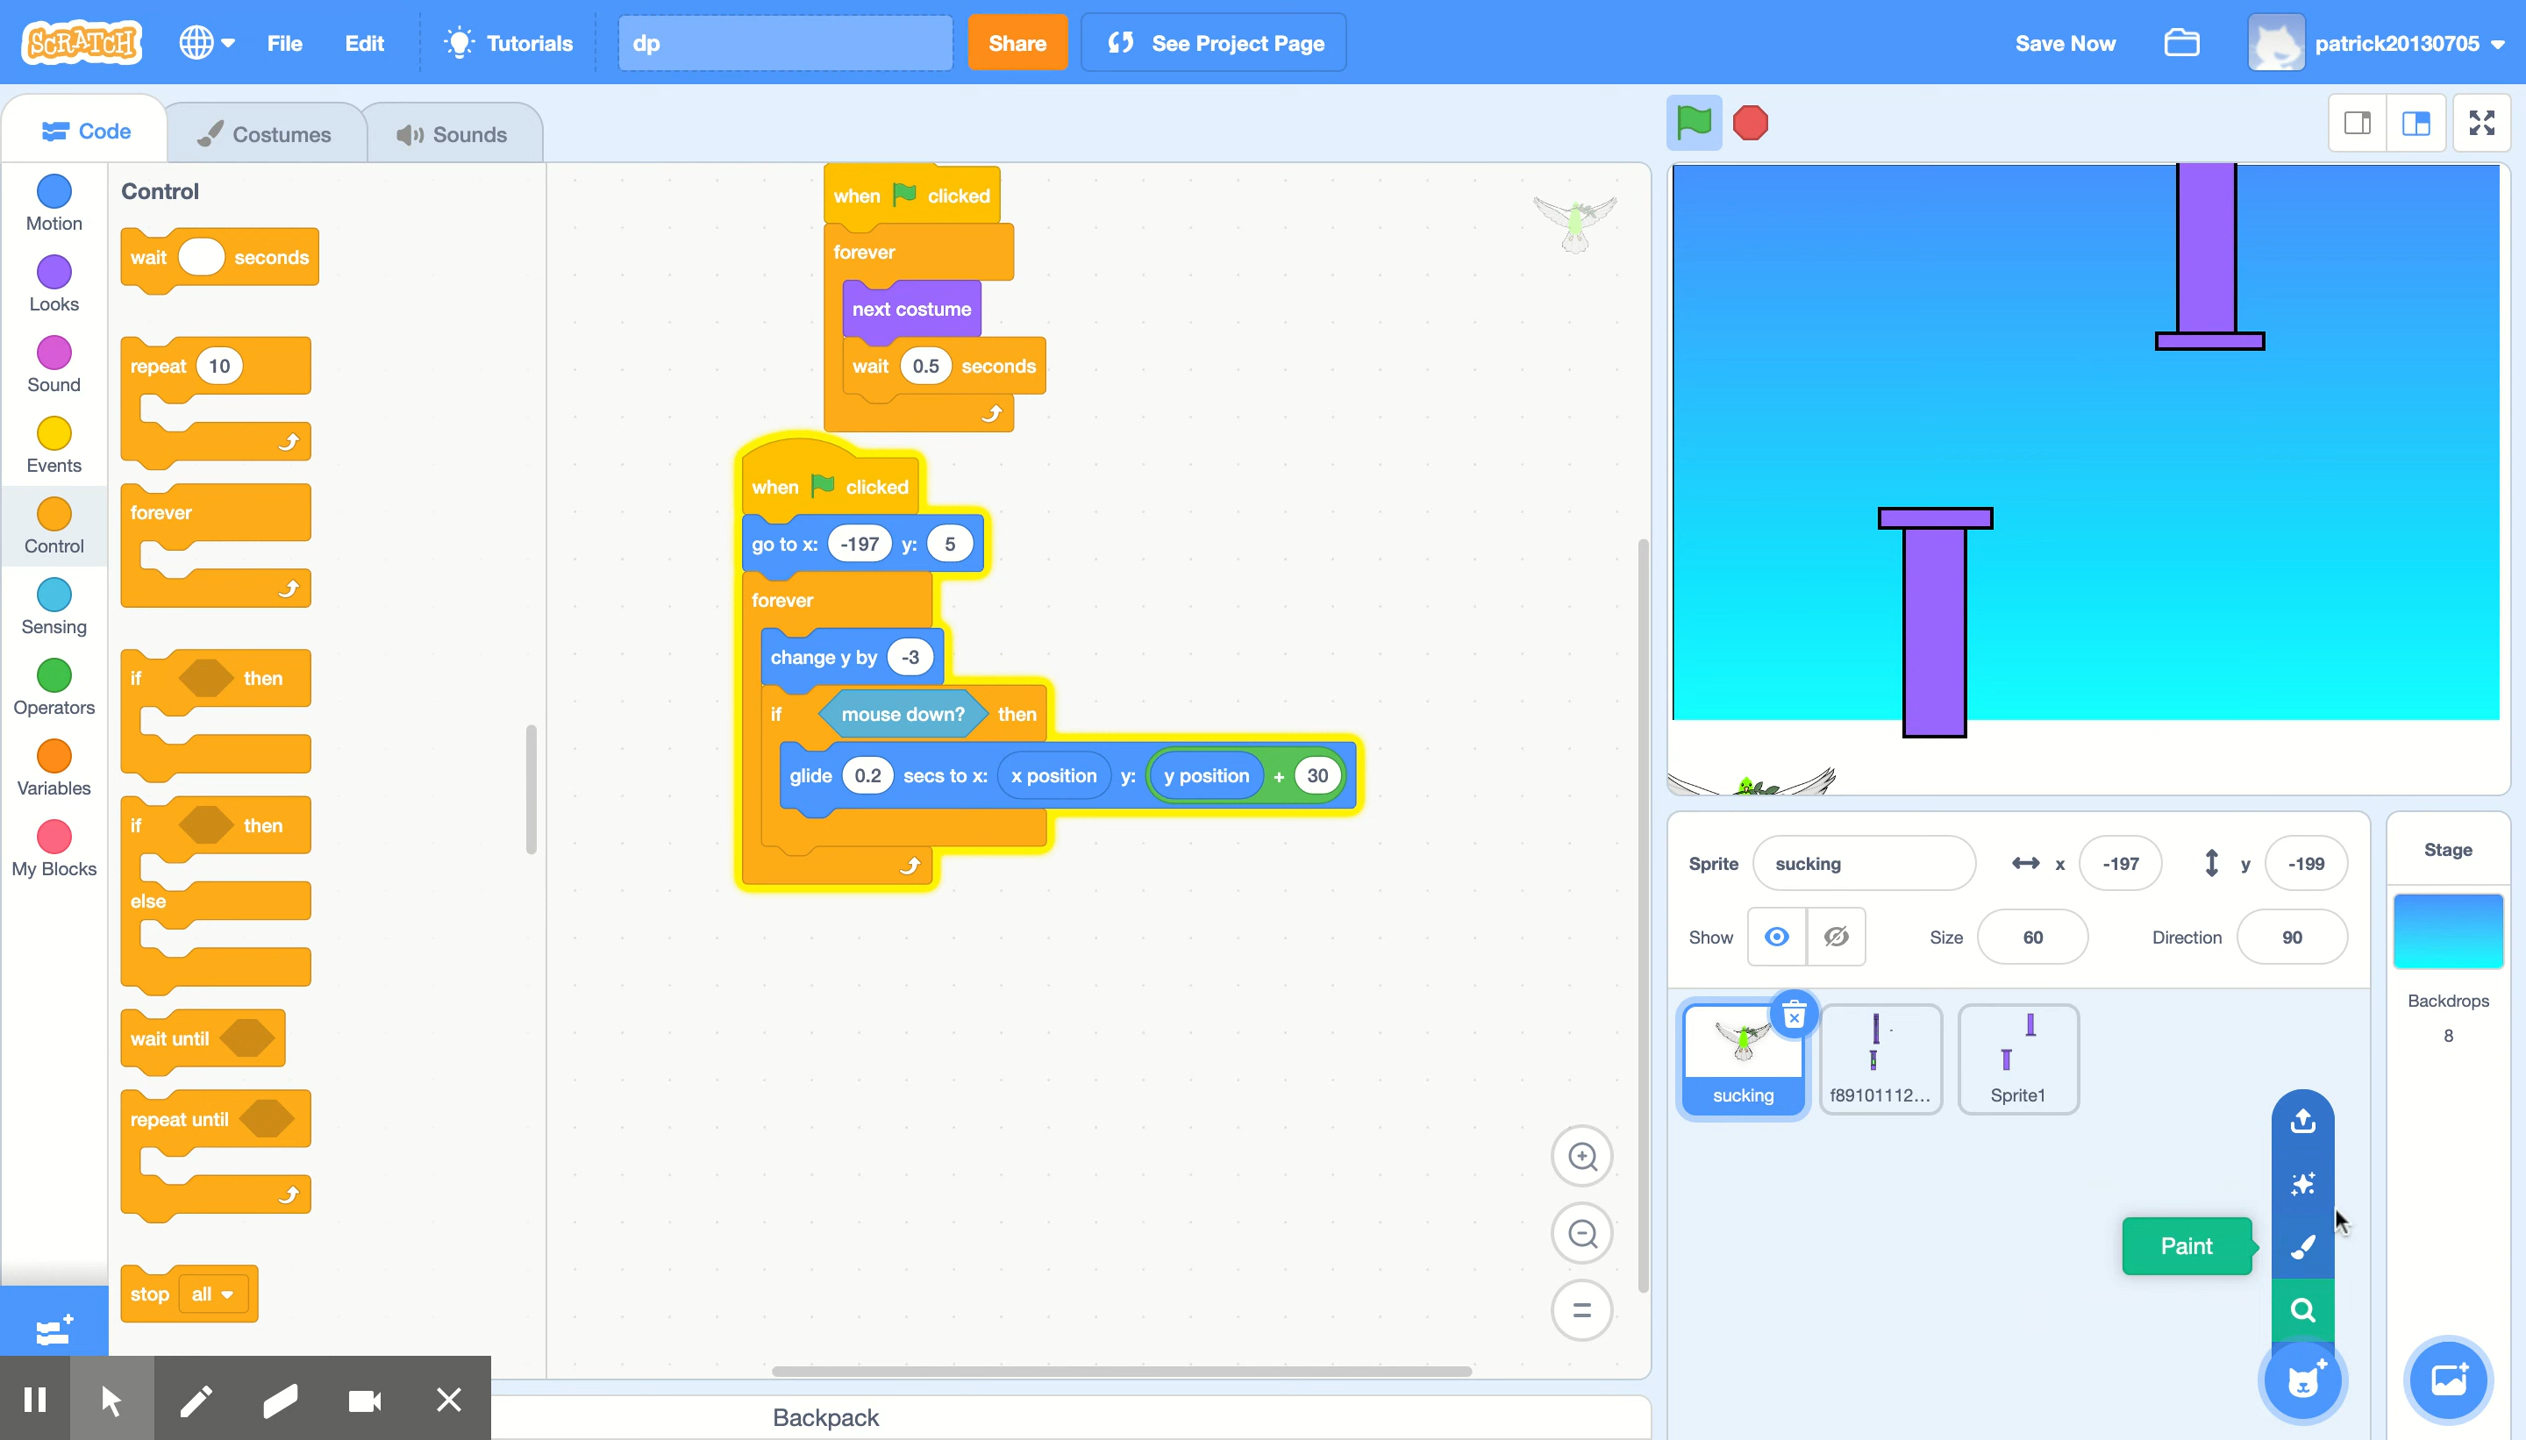 SCRATCH File Edit Tutorials dp Share See Project Page Save Now patrick20130705
Code Costumes Sounds
Motion
Looks
Sound
Events
Control
Sensing
Operators
Variables
My Blocks
Control
wait seconds
repeat 10
forever
if then
if then
else
wait until
repeat until
stop all
when clicked
forever
next costume
wait 0.5 seconds
when clicked
go to x: -197 y: 5
forever
change y by -3
if mouse down? then
glide 0.2 secs to x: x position y: y position + 30
Backpack
Sprite sucking x -197 y -199
Show Size 60 Direction 90
sucking
f89101112...
Sprite1
Paint
Stage
Backdrops
8